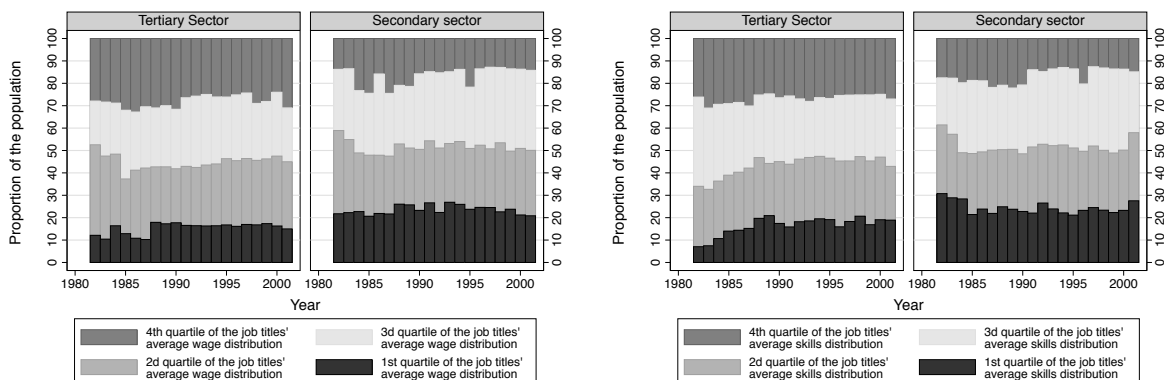 Tertiary Sector
Secondary sector
Proportion of the population
100
90
80
70
60
50
40
30
20
10
0
100
90
80
70
60
50
40
30
20
10
0
1980 1985 1990 1995 2000 1980 1985 1990 1995 2000
Year
4th quartile of the job titles'
average wage distribution
3d quartile of the job titles'
average wage distribution
2d quartile of the job titles'
average wage distribution
1st quartile of the job titles'
average wage distribution
Tertiary Sector
Secondary sector
Proportion of the population
100
90
80
70
60
50
40
30
20
10
0
100
90
80
70
60
50
40
30
20
10
0
1980 1985 1990 1995 2000 1980 1985 1990 1995 2000
Year
4th quartile of the job titles'
average skills distribution
3d quartile of the job titles'
average skills distribution
2d quartile of the job titles'
average skills distribution
1st quartile of the job titles'
average skills distribution